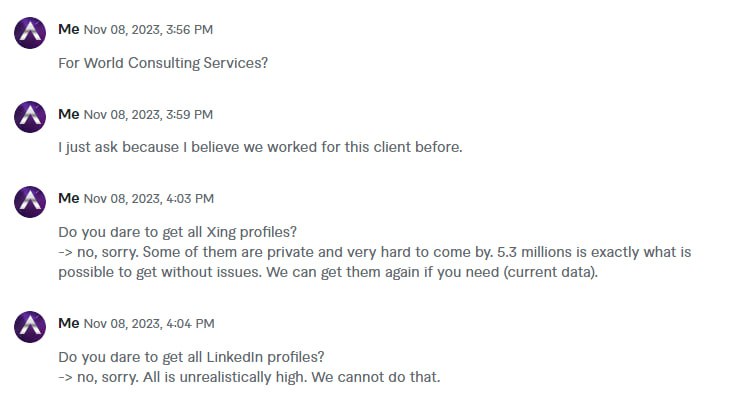 Me Nov 08, 2023, 3:56 PM
For World Consulting Services?
Me Nov 08, 2023, 3:59 PM
I just ask because I believe we worked for this client before.
Me Nov 08, 2023, 4:03 PM
Do you dare to get all Xing profiles?
-> no, sorry. Some of them are private and very hard to come by. 5.3 millions is exactly what is
possible to get without issues. We can get them again if you need (current data).
Me Nov 08, 2023, 4:04 PM
Do you dare to get all LinkedIn profiles?
-> no, sorry. All is unrealistically high. We cannot do that.